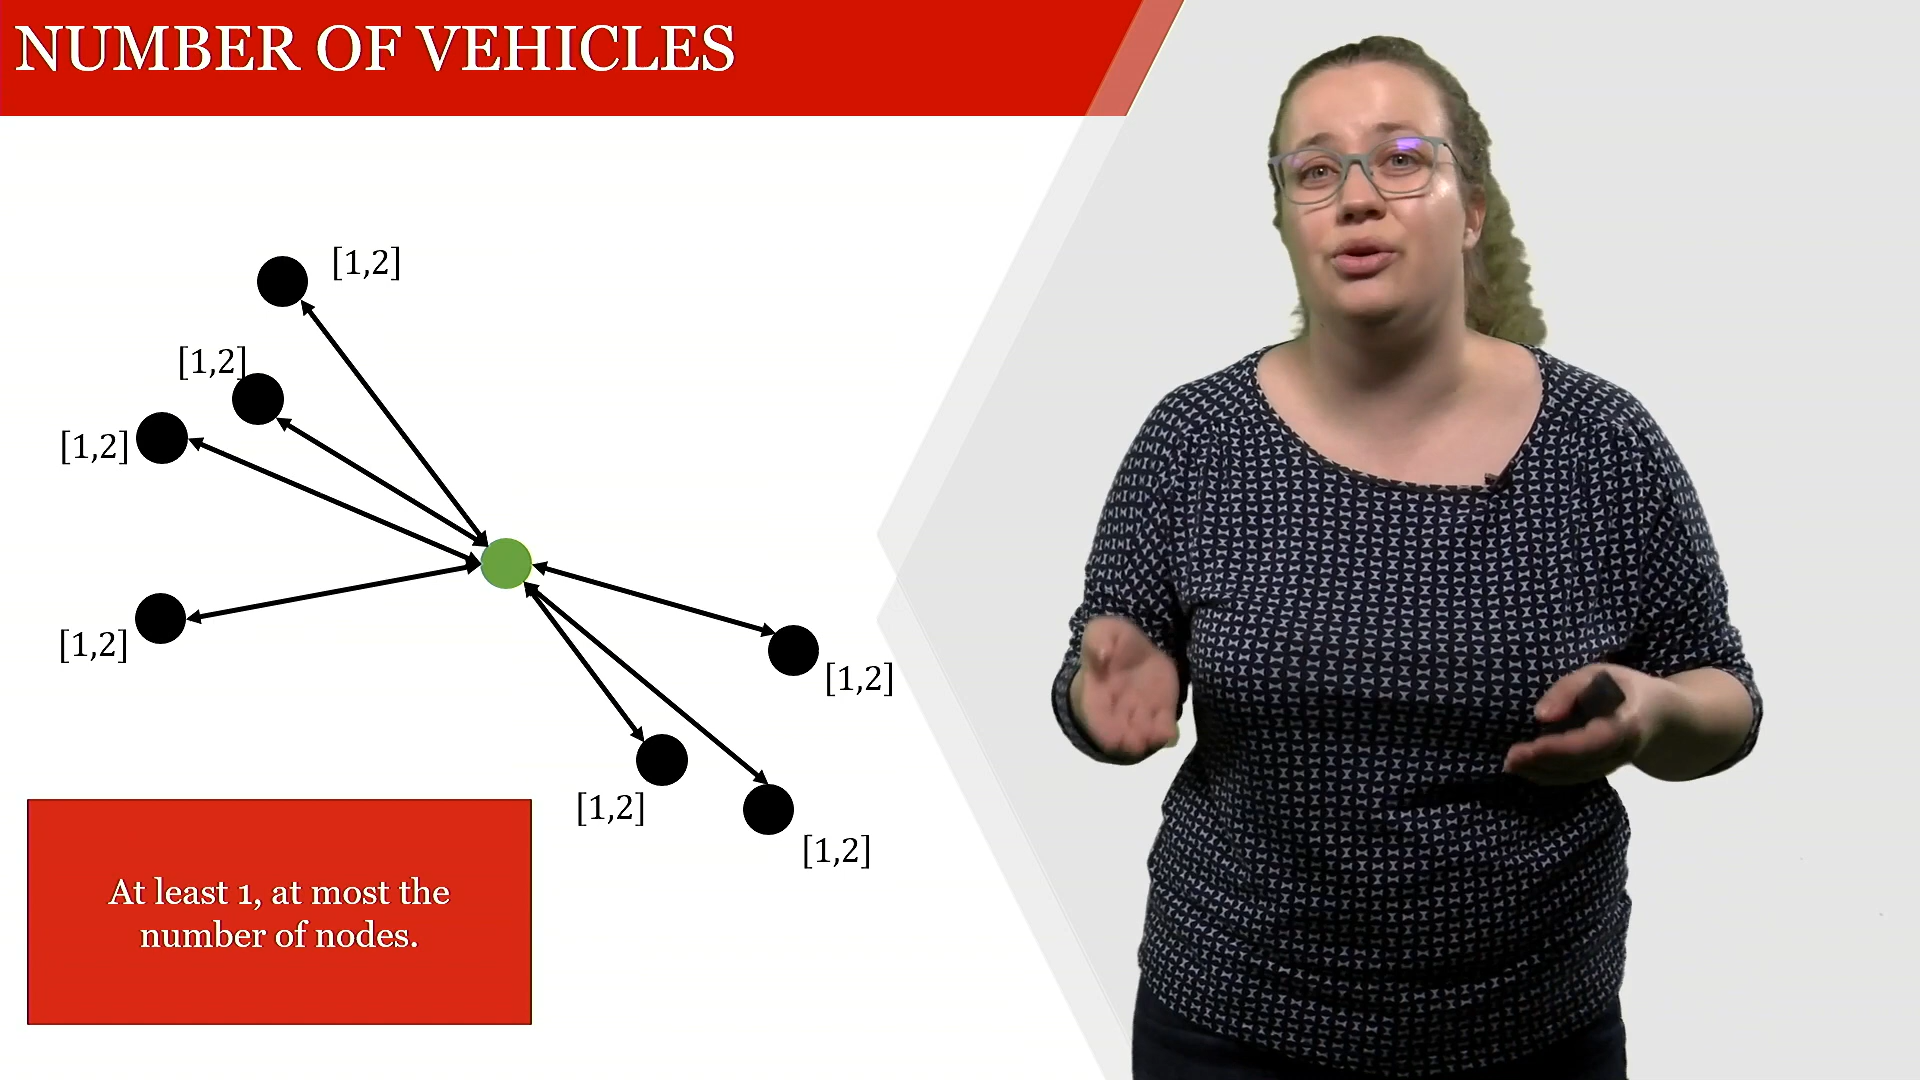 NUMBER OF VEHICLES
[1,2]
[1,2]
[1,2]
[1,2]
[1,2]
[1,2]
[1,2]
At least 1, at most the
number of nodes.